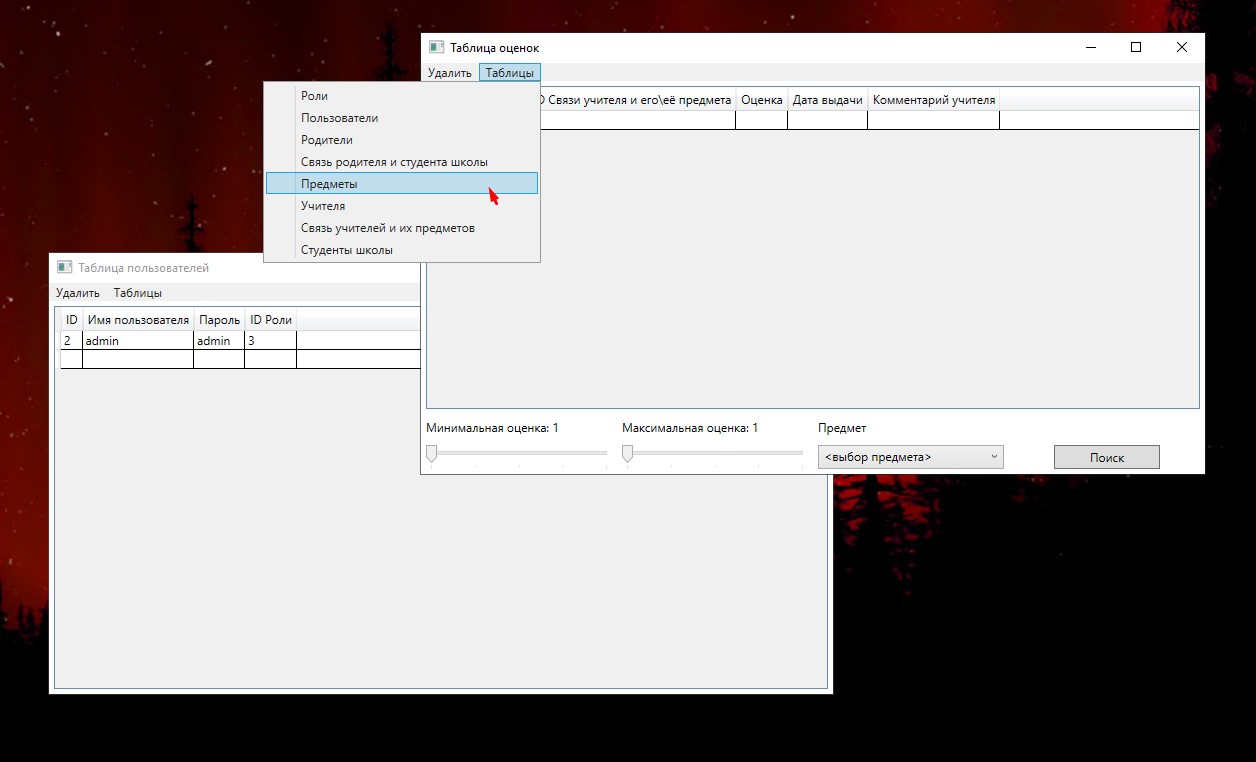 Таблица оценок
Удалить Таблицы
Роли
Пользователи
Родители
Связь родителя и студента школы
Предметы
Учителя
Связь учителей и их предметов
Студенты школы
Связи учителя и его\её предмета Оценка Дата выдачи Комментарий учителя
Минимальная оценка: 1 Максимальная оценка: 1 Предмет
<выбор предмета> Поиск
Таблица пользователей
Удалить Таблицы
ID Имя пользователя Пароль ID Роли
2 admin admin 3